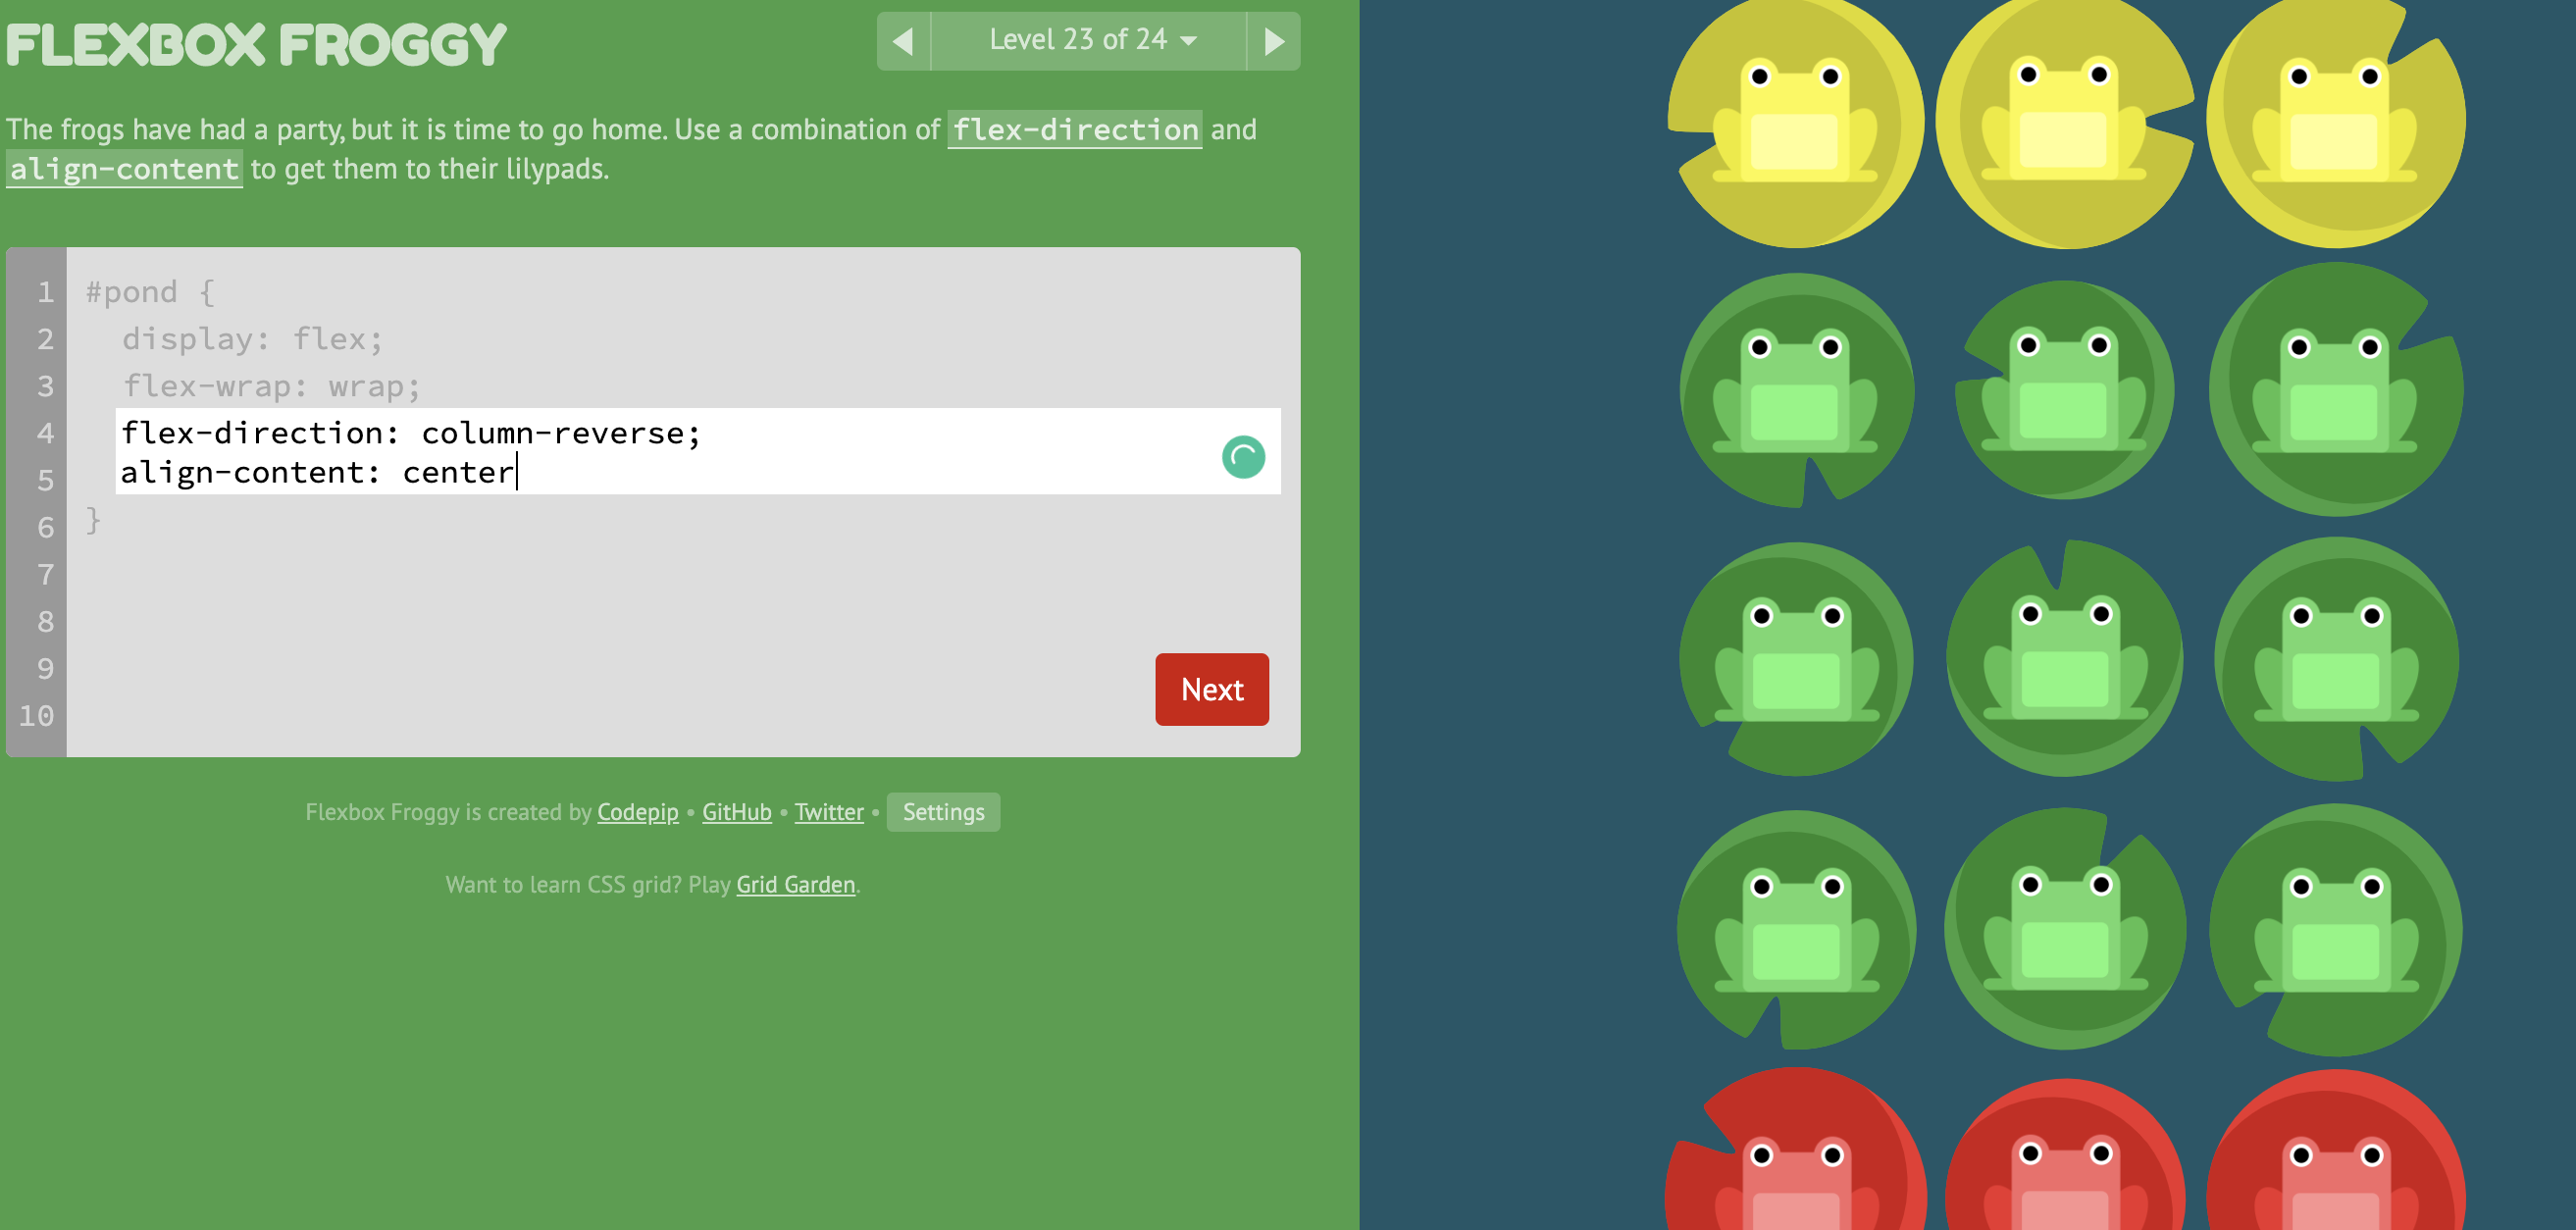 FLEXBOX FROGGY
Level 23 of 24
The frogs have had a party, but it is time to go home. Use a combination of flex-direction and
align-content to get them to their lilypads.
1 #pond {
2 display: flex;
3 flex-wrap: wrap;
4 flex-direction: column-reverse;
5 align-content: center
6 }
7
8
9
10
Next
Flexbox Froggy is created by Codepip • GitHub • Twitter • Settings
Want to learn CSS grid? Play Grid Garden.